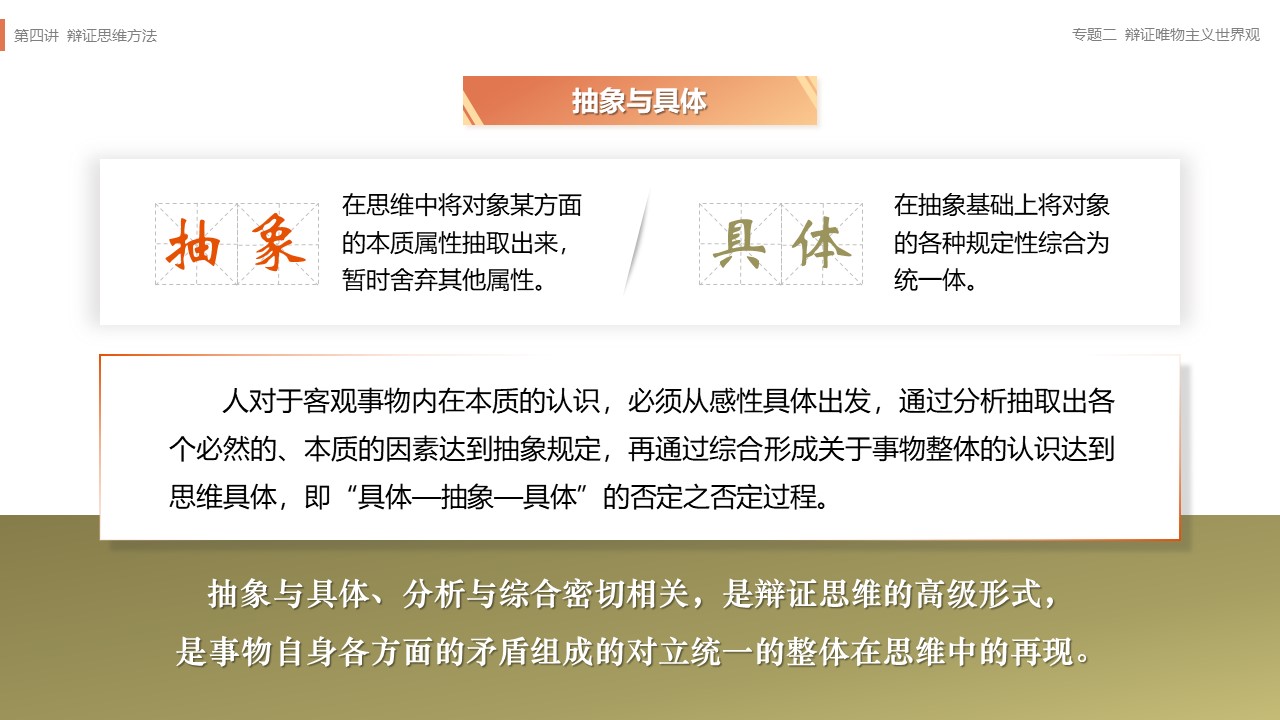 第四讲 辩证思维方法
专题二 辩证唯物主义世界观
抽象与具体
抽象
在思维中将对象某方面
的本质属性抽取出来，
暂时舍弃其他属性。
具体
在抽象基础上将对象
的各种规定性综合为
统一体。
人对于客观事物内在本质的认识，必须从感性具体出发，通过分析抽取出各
个必然的、本质的因素达到抽象规定，再通过综合形成关于事物整体的认识达到
思维具体，即“具体—抽象—具体”的否定之否定过程。
抽象与具体、分析与综合密切相关，是辩证思维的高级形式，
是事物自身各方面的矛盾组成的对立统一的整体在思维中的再现。